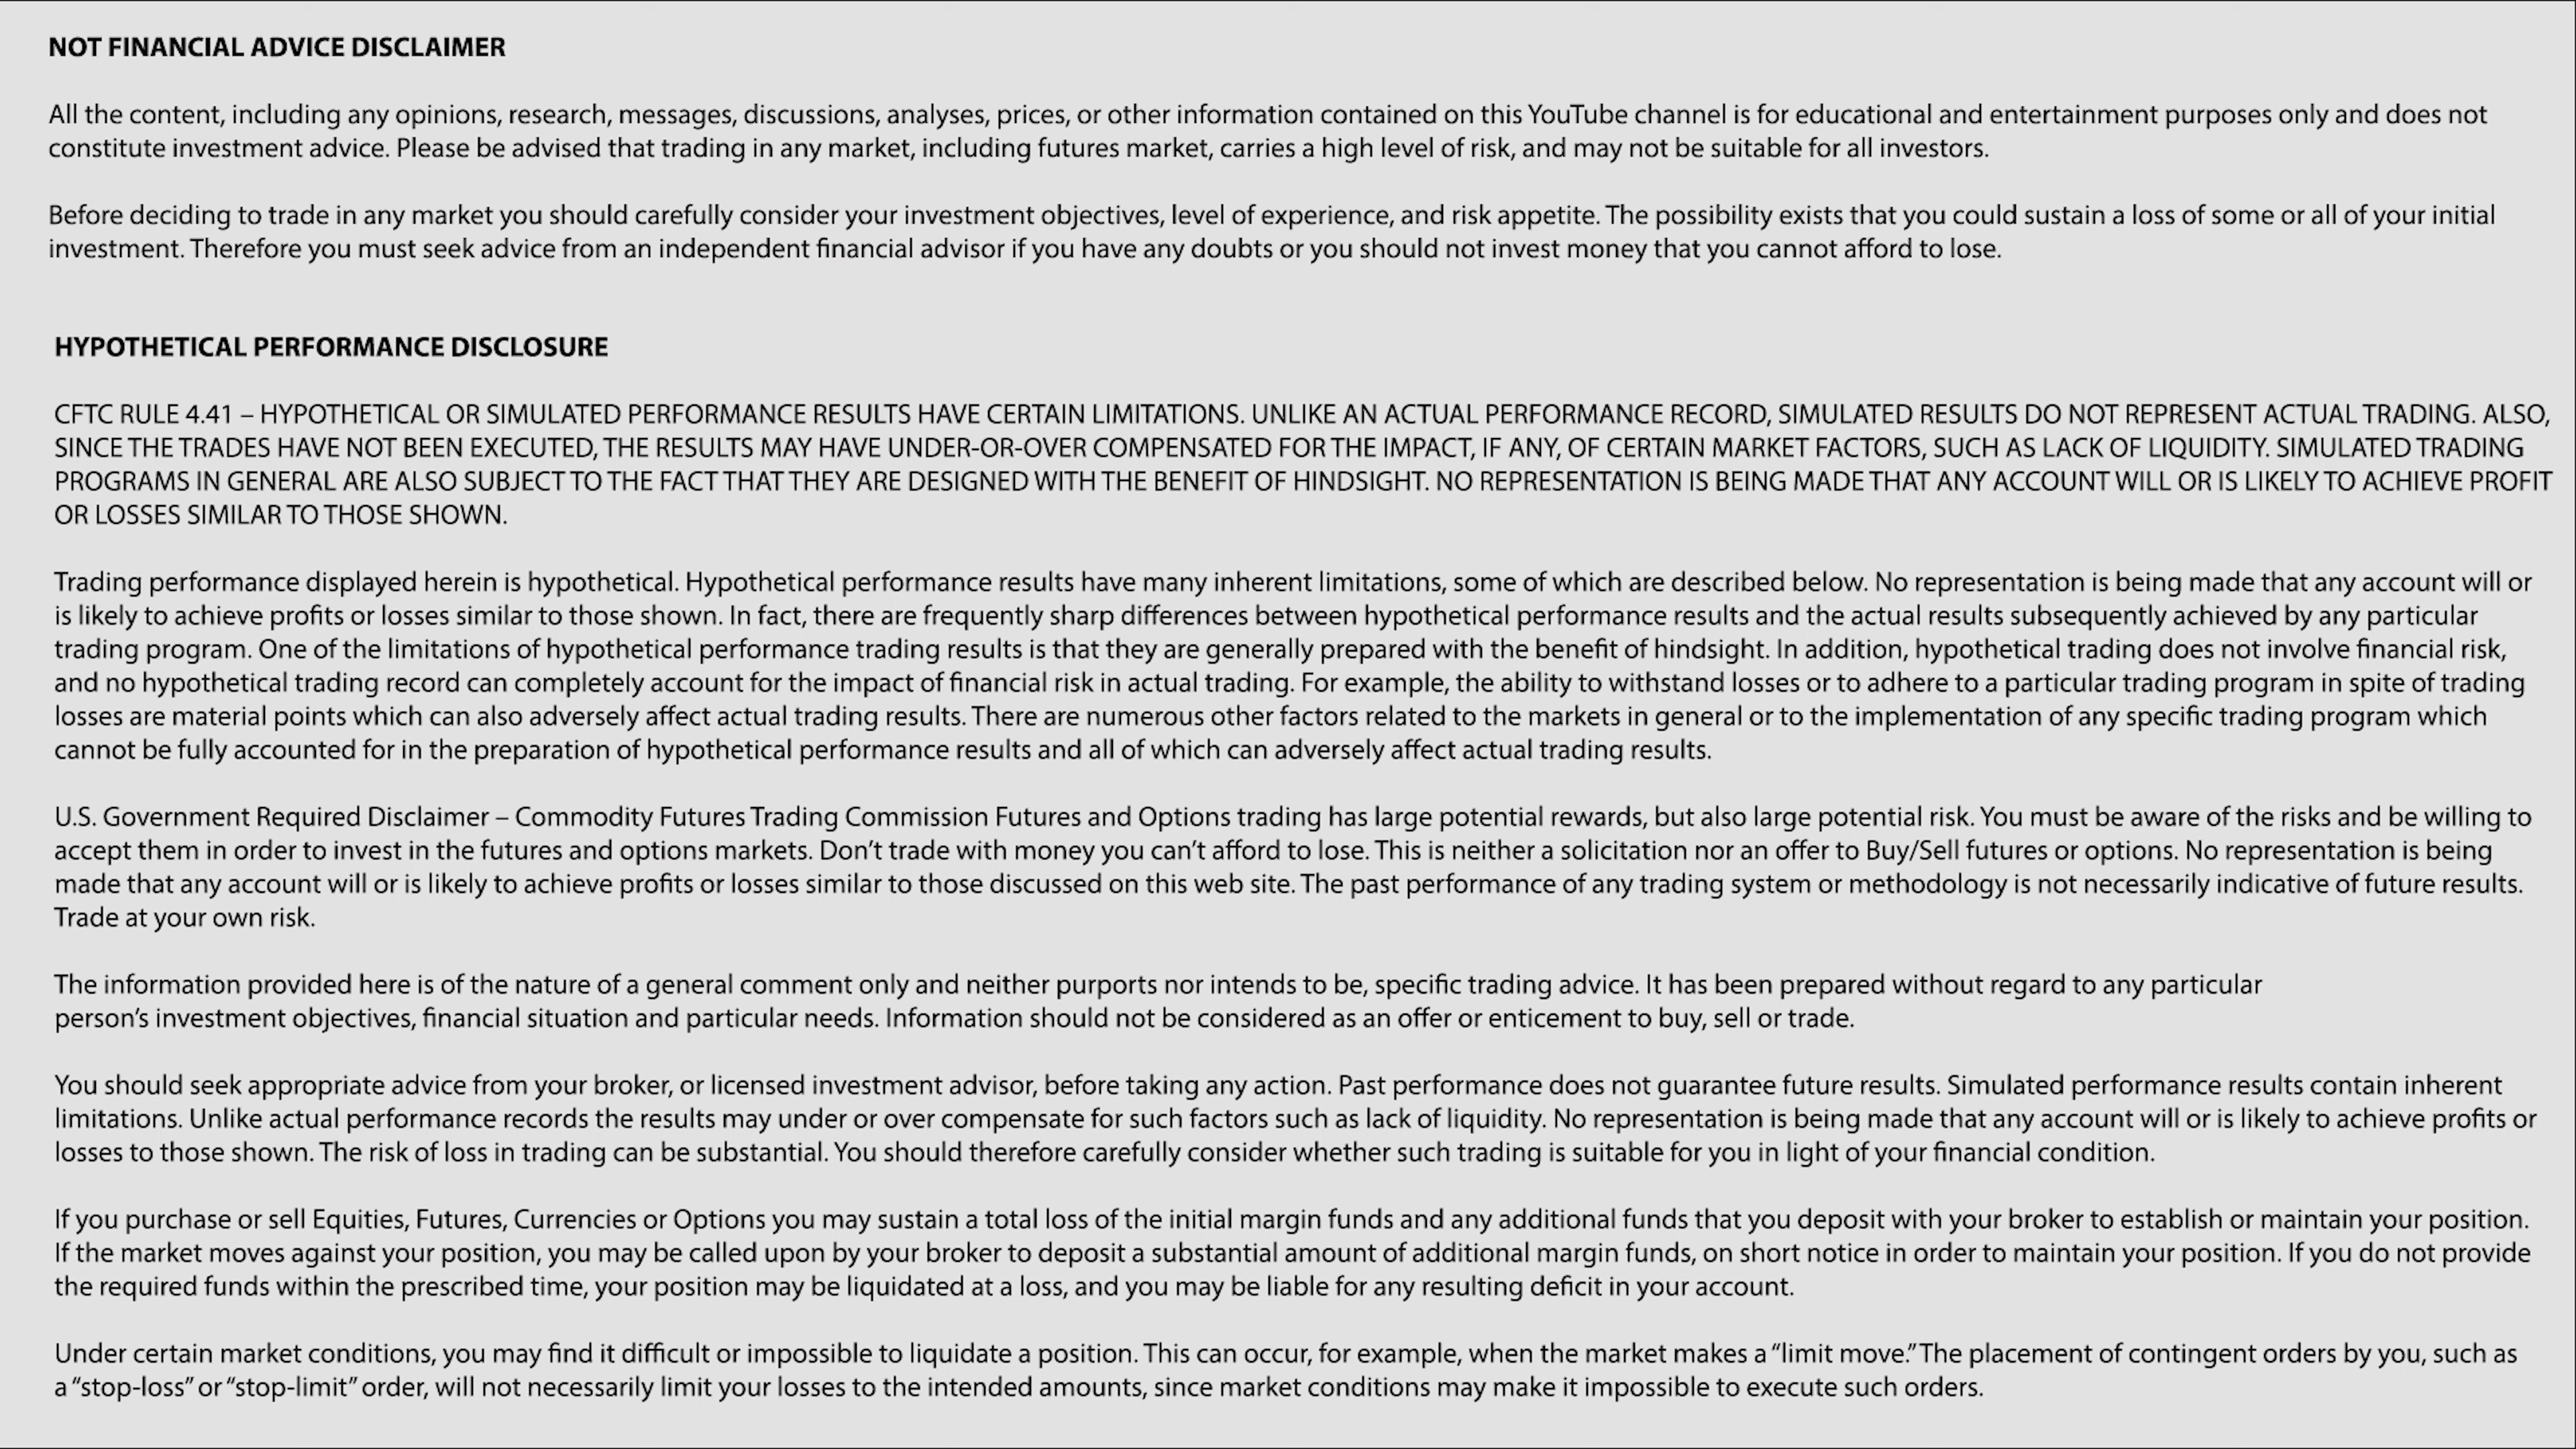 NOT FINANCIAL ADVICE DISCLAIMER
All the content, including any opinions, research, messages, discussions, analyses, prices, or other information contained on this YouTube channel is for educational and entertainment purposes only and does not
constitute investment advice. Please be advised that trading in any market, including futures market, carries a high level of risk, and may not be suitable for all investors.
Before deciding to trade in any market you should carefully consider your investment objectives, level of experience, and risk appetite. The possibility exists that you could sustain a loss of some or all of your initial
investment. Therefore you must seek advice from an independent financial advisor if you have any doubts or you should not invest money that you cannot afford to lose.
HYPOTHETICAL PERFORMANCE DISCLOSURE
CFTC RULE 4.41 – HYPOTHETICAL OR SIMULATED PERFORMANCE RESULTS HAVE CERTAIN LIMITATIONS. UNLIKE AN ACTUAL PERFORMANCE RECORD, SIMULATED RESULTS DO NOT REPRESENT ACTUAL TRADING. ALSO,
SINCE THE TRADES HAVE NOT BEEN EXECUTED, THE RESULTS MAY HAVE UNDER-OR-OVER COMPENSATED FOR THE IMPACT, IF ANY, OF CERTAIN MARKET FACTORS, SUCH AS LACK OF LIQUIDITY. SIMULATED TRADING
PROGRAMS IN GENERAL ARE ALSO SUBJECT TO THE FACT THAT THEY ARE DESIGNED WITH THE BENEFIT OF HINDSIGHT. NO REPRESENTATION IS BEING MADE THAT ANY ACCOUNT WILL OR IS LIKELY TO ACHIEVE PROFIT
OR LOSSES SIMILAR TO THOSE SHOWN.
Trading performance displayed herein is hypothetical. Hypothetical performance results have many inherent limitations, some of which are described below. No representation is being made that any account will or
is likely to achieve profits or losses similar to those shown. In fact, there are frequently sharp differences between hypothetical performance results and the actual results subsequently achieved by any particular
trading program. One of the limitations of hypothetical performance trading results is that they are generally prepared with the benefit of hindsight. In addition, hypothetical trading does not involve financial risk,
and no hypothetical trading record can completely account for the impact of financial risk in actual trading. For example, the ability to withstand losses or to adhere to a particular trading program in spite of trading
losses are material points which can also adversely affect actual trading results. There are numerous other factors related to the markets in general or to the implementation of any specific trading program which
cannot be fully accounted for in the preparation of hypothetical performance results and all of which can adversely affect actual trading results.
U.S. Government Required Disclaimer – Commodity Futures Trading Commission Futures and Options trading has large potential rewards, but also large potential risk. You must be aware of the risks and be willing to
accept them in order to invest in the futures and options markets. Don’t trade with money you can’t afford to lose. This is neither a solicitation nor an offer to Buy/Sell futures or options. No representation is being
made that any account will or is likely to achieve profits or losses similar to those discussed on this web site. The past performance of any trading system or methodology is not necessarily indicative of future results.
Trade at your own risk.
The information provided here is of the nature of a general comment only and neither purports nor intends to be, specific trading advice. It has been prepared without regard to any particular
person’s investment objectives, financial situation and particular needs. Information should not be considered as an offer or enticement to buy, sell or trade.
You should seek appropriate advice from your broker, or licensed investment advisor, before taking any action. Past performance does not guarantee future results. Simulated performance results contain inherent
limitations. Unlike actual performance records the results may under or over compensate for such factors such as lack of liquidity. No representation is being made that any account will or is likely to achieve profits or
losses to those shown. The risk of loss in trading can be substantial. You should therefore carefully consider whether such trading is suitable for you in light of your financial condition.
If you purchase or sell Equities, Futures, Currencies or Options you may sustain a total loss of the initial margin funds and any additional funds that you deposit with your broker to establish or maintain your position.
If the market moves against your position, you may be called upon by your broker to deposit a substantial amount of additional margin funds, on short notice in order to maintain your position. If you do not provide
the required funds within the prescribed time, your position may be liquidated at a loss, and you may be liable for any resulting deficit in your account.
Under certain market conditions, you may find it difficult or impossible to liquidate a position. This can occur, for example, when the market makes a “limit move.” The placement of contingent orders by you, such as
a “stop-loss” or “stop-limit” order, will not necessarily limit your losses to the intended amounts, since market conditions may make it impossible to execute such orders.